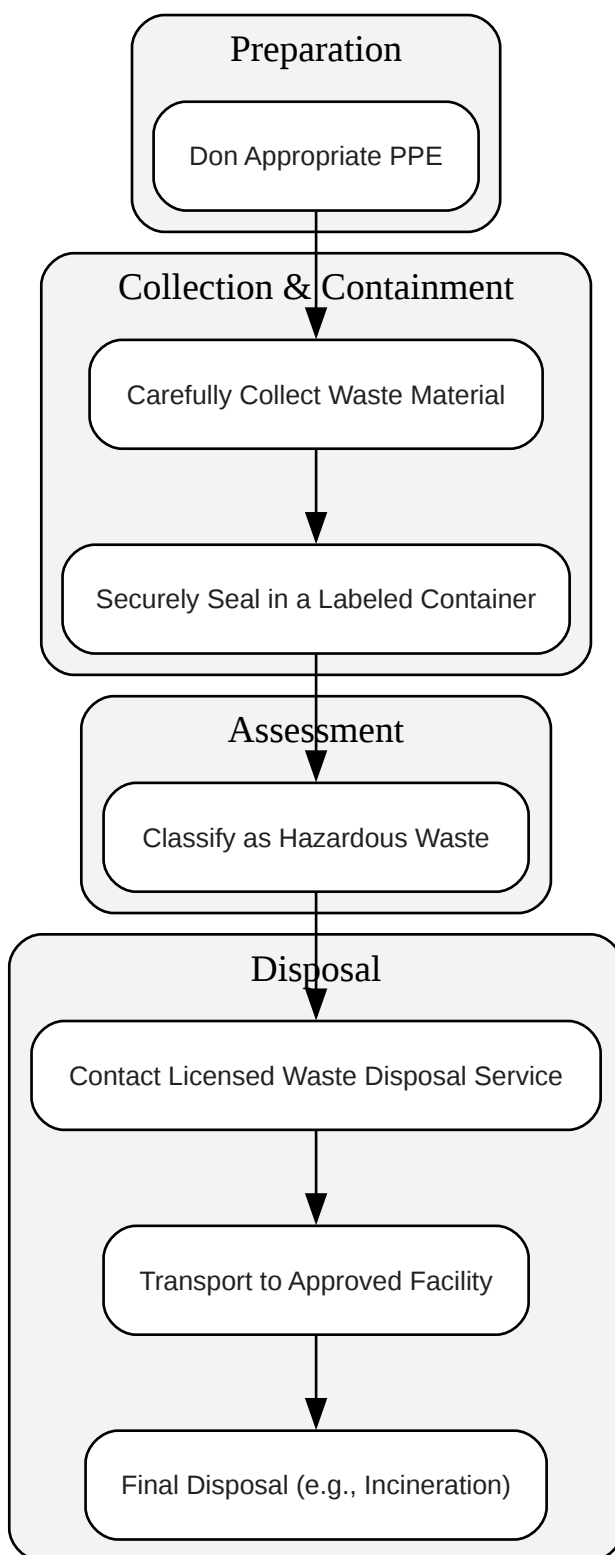 Preparation
Don Appropriate PPE
Collection & Containment
Carefully Collect Waste Material
Securely Seal in a Labeled Container
Assessment
Classify as Hazardous Waste
Disposal
Contact Licensed Waste Disposal Service
Transport to Approved Facility
Final Disposal (e.g., Incineration)